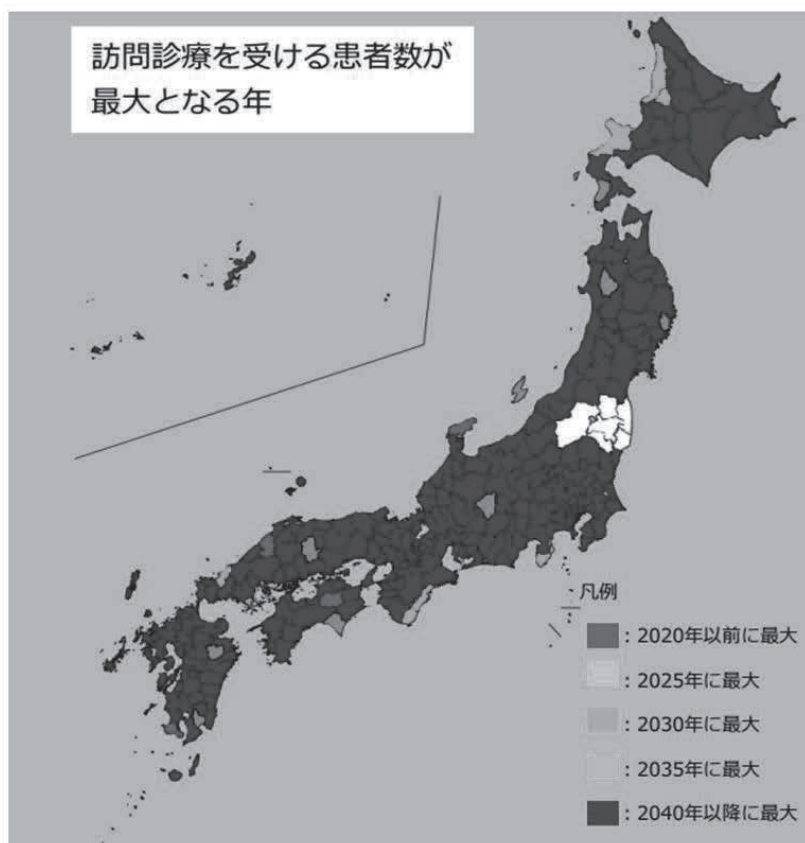 訪問診療を受ける患者数が
最大となる年
凡例
：2020年以前に最大
：2025年に最大
：2030年に最大
：2035年に最大
：2040年以降に最大